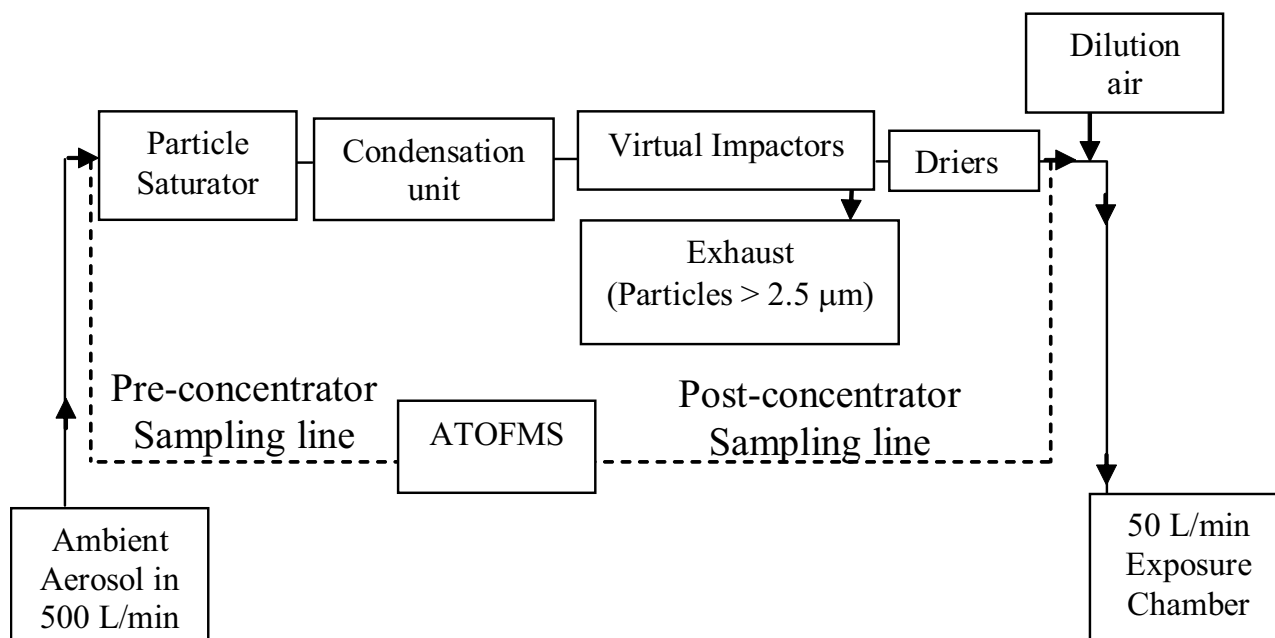 Dilution
air
Particle
Saturator
Condensation
unit
Virtual Impactors
Driers
Exhaust
(Particles > 2.5 μm)
Pre-concentrator
Sampling line
ATOFMS
Post-concentrator
Sampling line
Ambient
Aerosol in
500 L/min
50 L/min
Exposure
Chamber